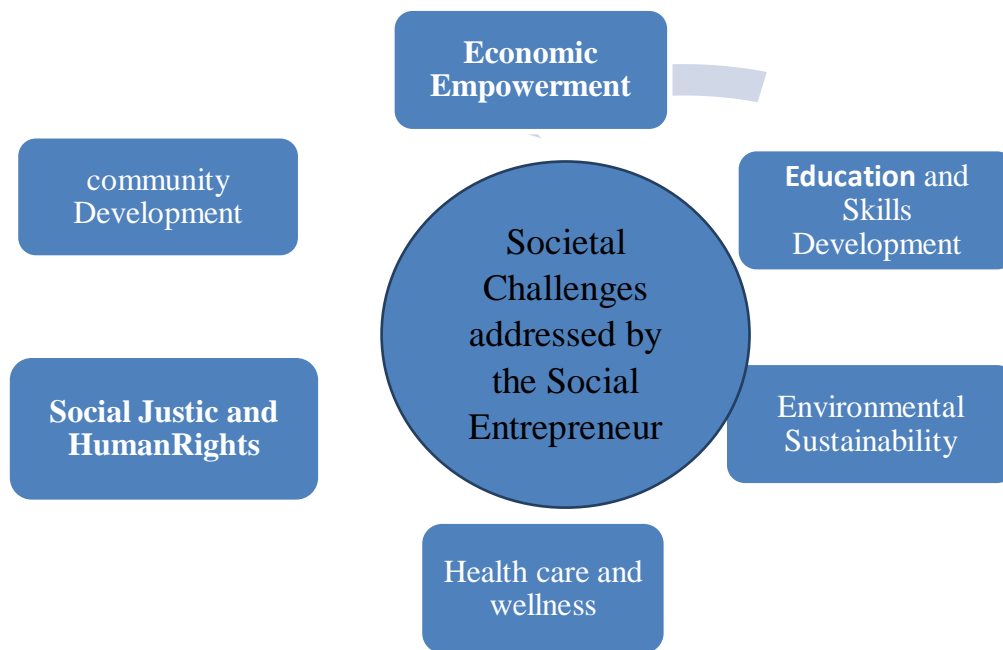 Economic
Empowerment
community
Development
Education and
Skills
Development
Societal
Challenges
addressed by
the Social
Entrepreneur
Social Justic and
HumanRights
Environmental
Sustainability
Health care and
wellness